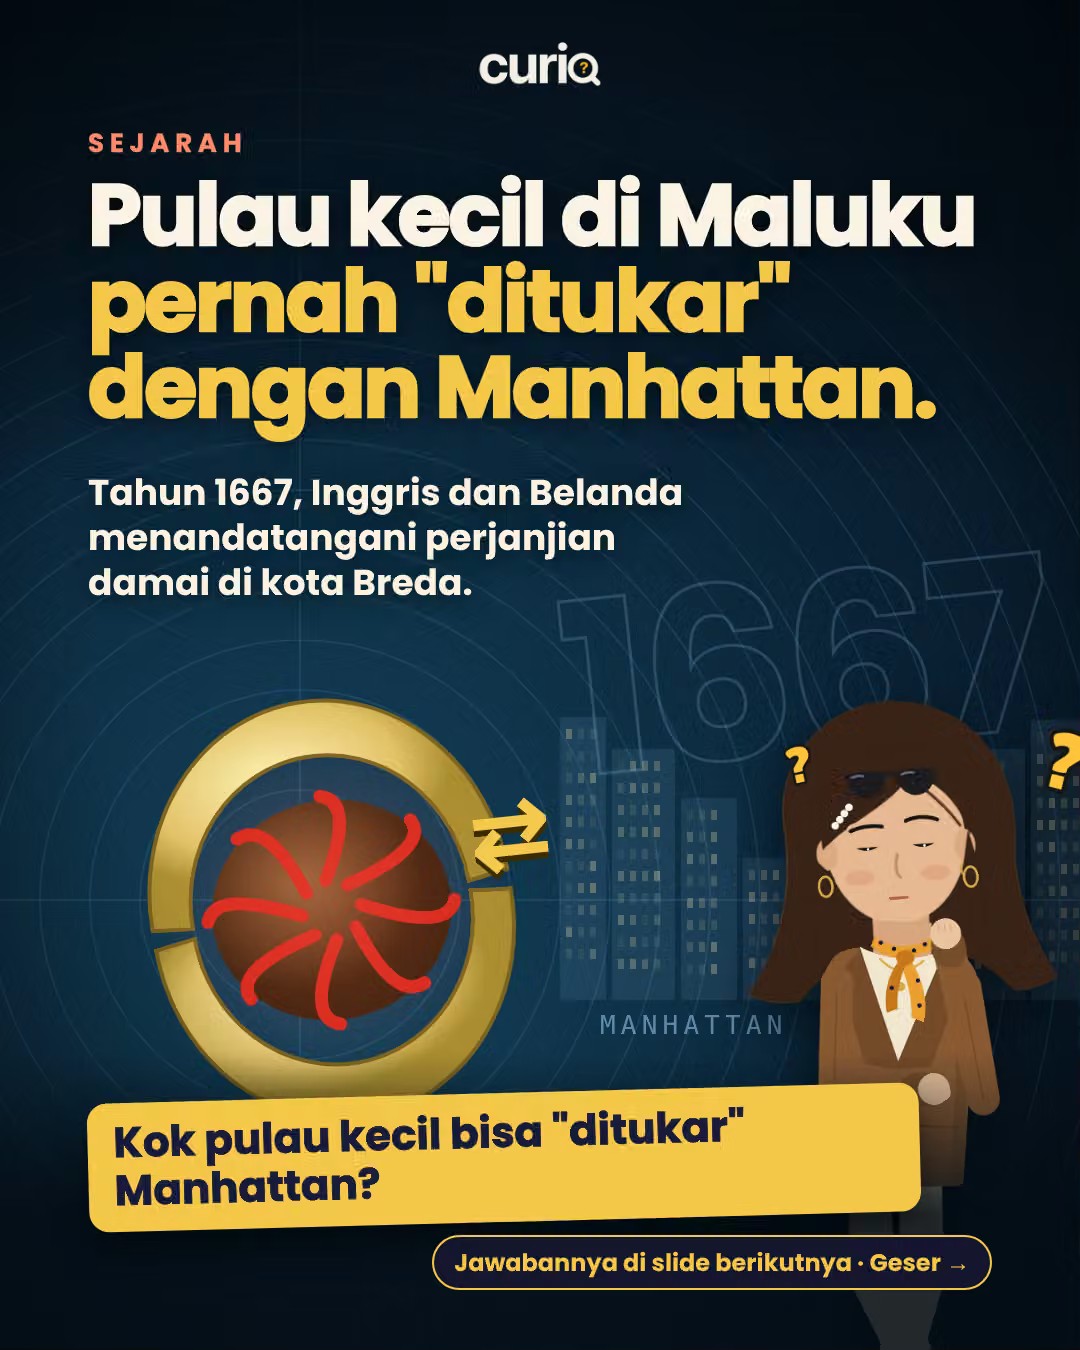 curiQ
SEJARAH
Pulau kecil di Maluku
pernah "ditukar"
dengan Manhattan.
Tahun 1667, Inggris dan Belanda
menandatangani perjanjian
damai di kota Breda.
1667
?
?
MANHATTAN
Kok pulau kecil bisa "ditukar"
Manhattan?
Jawabannya di slide berikutnya · Geser →